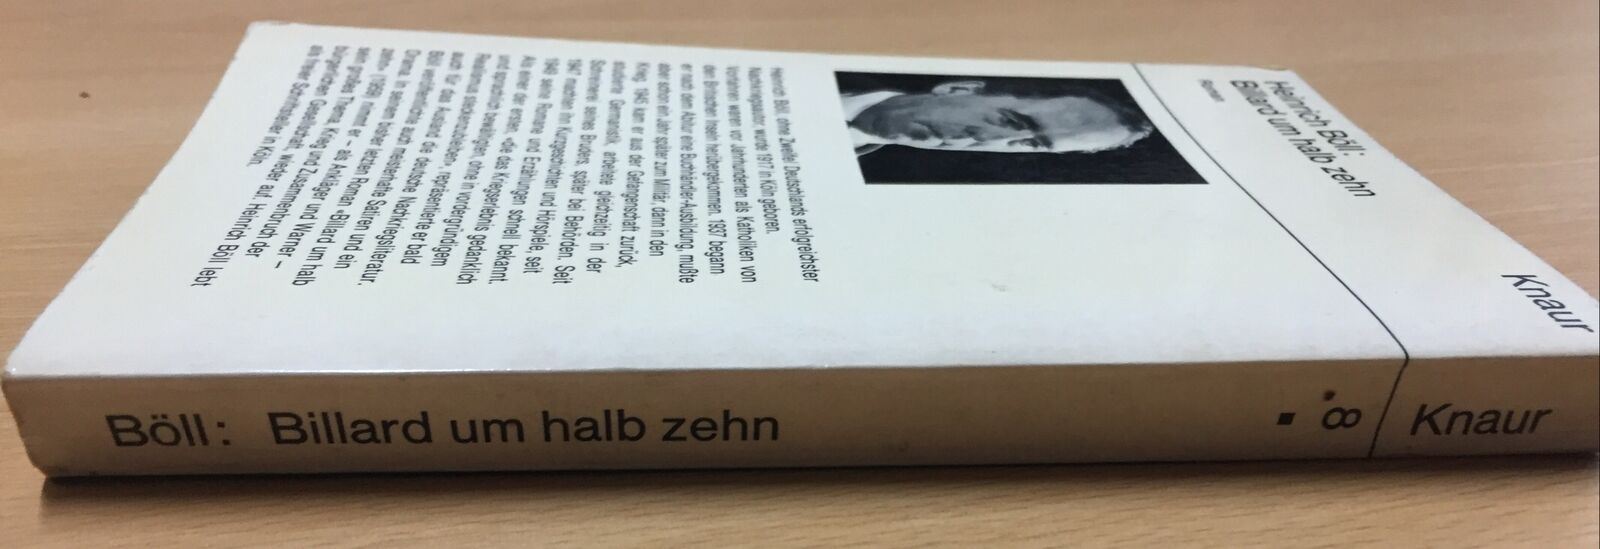 Heinrich Böll:
Billard um halb zehn
Roman
Knaur
Heinrich Böll, ohne Zweifel Deutschlands erfolgreichster
Nachkriegsautor, wurde 1917 in Köln geboren.
Vorfahren waren vor Jahrhunderten als Katholiken von
den Britischen Inseln herübergekommen. 1937 begann
er nach dem Abitur eine Buchhändler-Ausbildung, mußte
aber schon ein Jahr später zum Militär, dann in den
Krieg. 1945 kam er aus der Gefangenschaft zurück,
studierte Germanistik, arbeitete gleichzeitig in der
Schreinerei seines Bruders, später bei Behörden. Seit
1947 machten ihn Kurzgeschichten und Hörspiele, seit
1949 seine Romane und Erzählungen schnell bekannt.
Als einer der ersten, »die das Kriegserlebnis gedanklich
und sprachlich bewältigten, ohne in vordergründigem
Realismus steckenzubleiben«, repräsentierte er bald
auch für das Ausland die deutsche Nachkriegsliteratur.
Böll veröffentlichte auch meisterhafte Satiren und ein
Drama. In seinem bisher letzten Roman »Billard um halb
zehn« (1959) nimmt er – als Ankläger und Warner –
sein großes Thema, Krieg und Zusammenbruch der
bürgerlichen Gesellschaft, wieder auf. Heinrich Böll lebt
als freier Schriftsteller in Köln.
Böll: Billard um halb zehn
8
Knaur